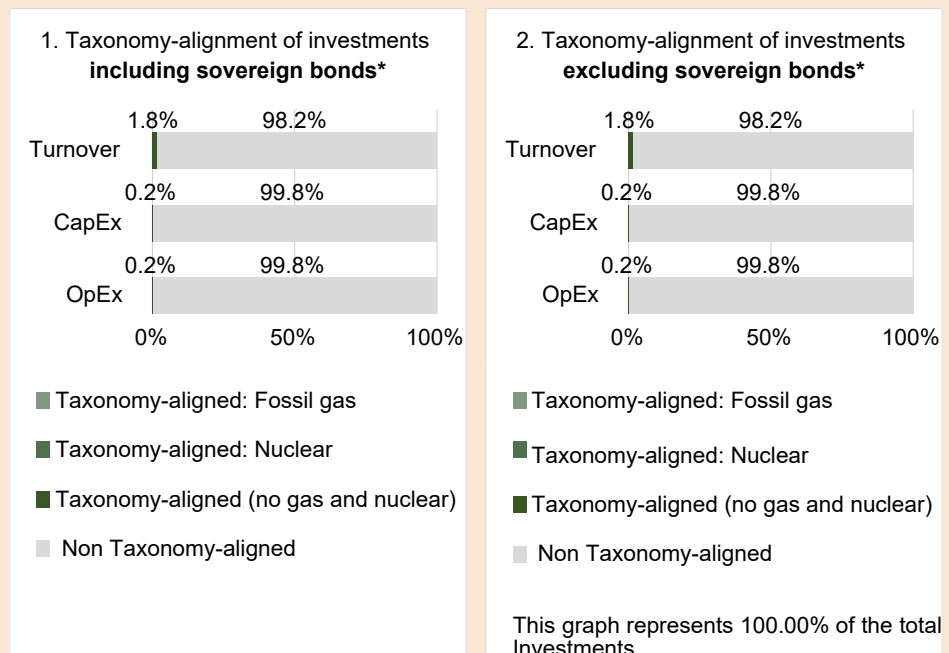 1. Taxonomy-alignment of investments
including sovereign bonds*
1.8% 98.2%
Turnover
0.2% 99.8%
CapEx
0.2% 99.8%
OpEx
0% 50% 100%
Taxonomy-aligned: Fossil gas
Taxonomy-aligned: Nuclear
Taxonomy-aligned (no gas and nuclear)
Non Taxonomy-aligned
2. Taxonomy-alignment of investments
excluding sovereign bonds*
1.8% 98.2%
Turnover
0.2% 99.8%
CapEx
0.2% 99.8%
OpEx
0% 50% 100%
Taxonomy-aligned: Fossil gas
Taxonomy-aligned: Nuclear
Taxonomy-aligned (no gas and nuclear)
Non Taxonomy-aligned
This graph represents 100.00% of the total
Investments